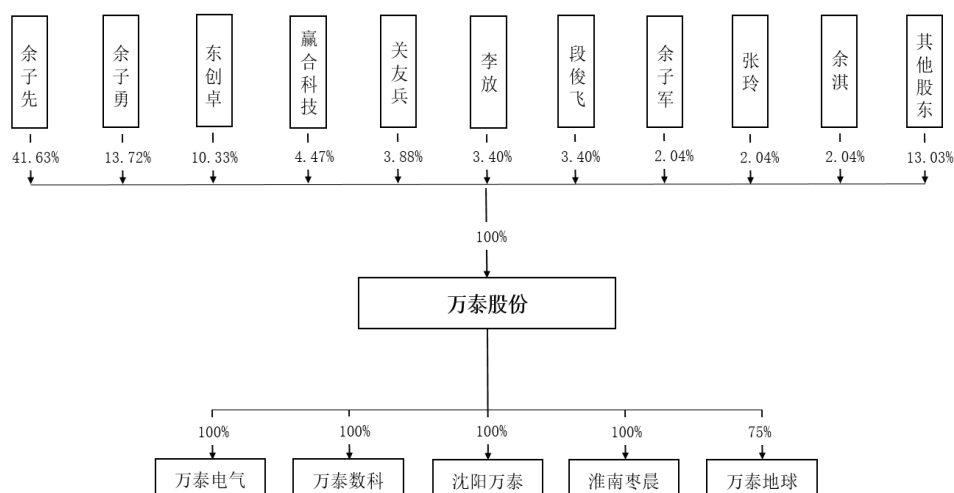 余子先
余子勇
东创卓
赢合科技
关友兵
李放
段俊飞
余子军
张玲
余淇
其他股东
41.63%
13.72%
10.33%
4.47%
3.88%
3.40%
3.40%
2.04%
2.04%
2.04%
13.03%
100%
万泰股份
100%
100%
100%
100%
75%
万泰电气
万泰数科
沈阳万泰
淮南枣晨
万泰地球